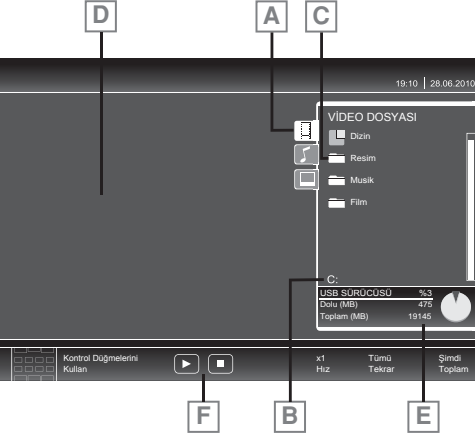 D
A
C
19:10
28.06.2010
VİDEO DOSYASI
Dizin
Resim
Musik
Film
C:
USB SÜRÜCÜSÜ %3
Dolu (MB) 475
Toplam (MB) 19145
Kontrol Düğmelerini
Kullan
x1
Hız
Tümü
Tekrar
Şimdi
Toplam
F
B
E